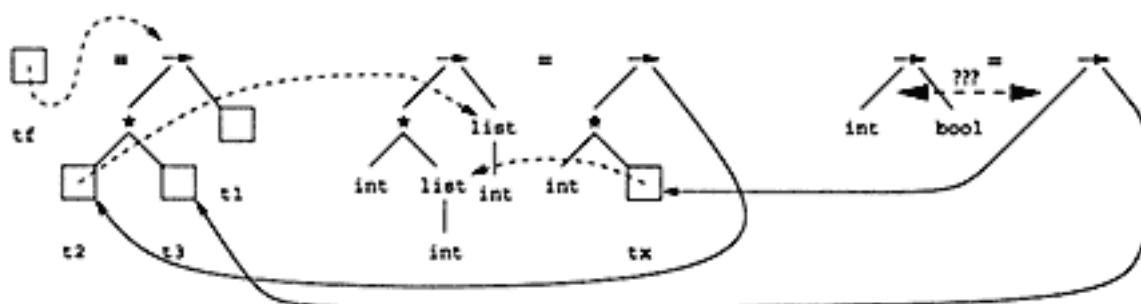 = = =
???
tf * * list * int bool
int list int int t1
t2 t3 int tx